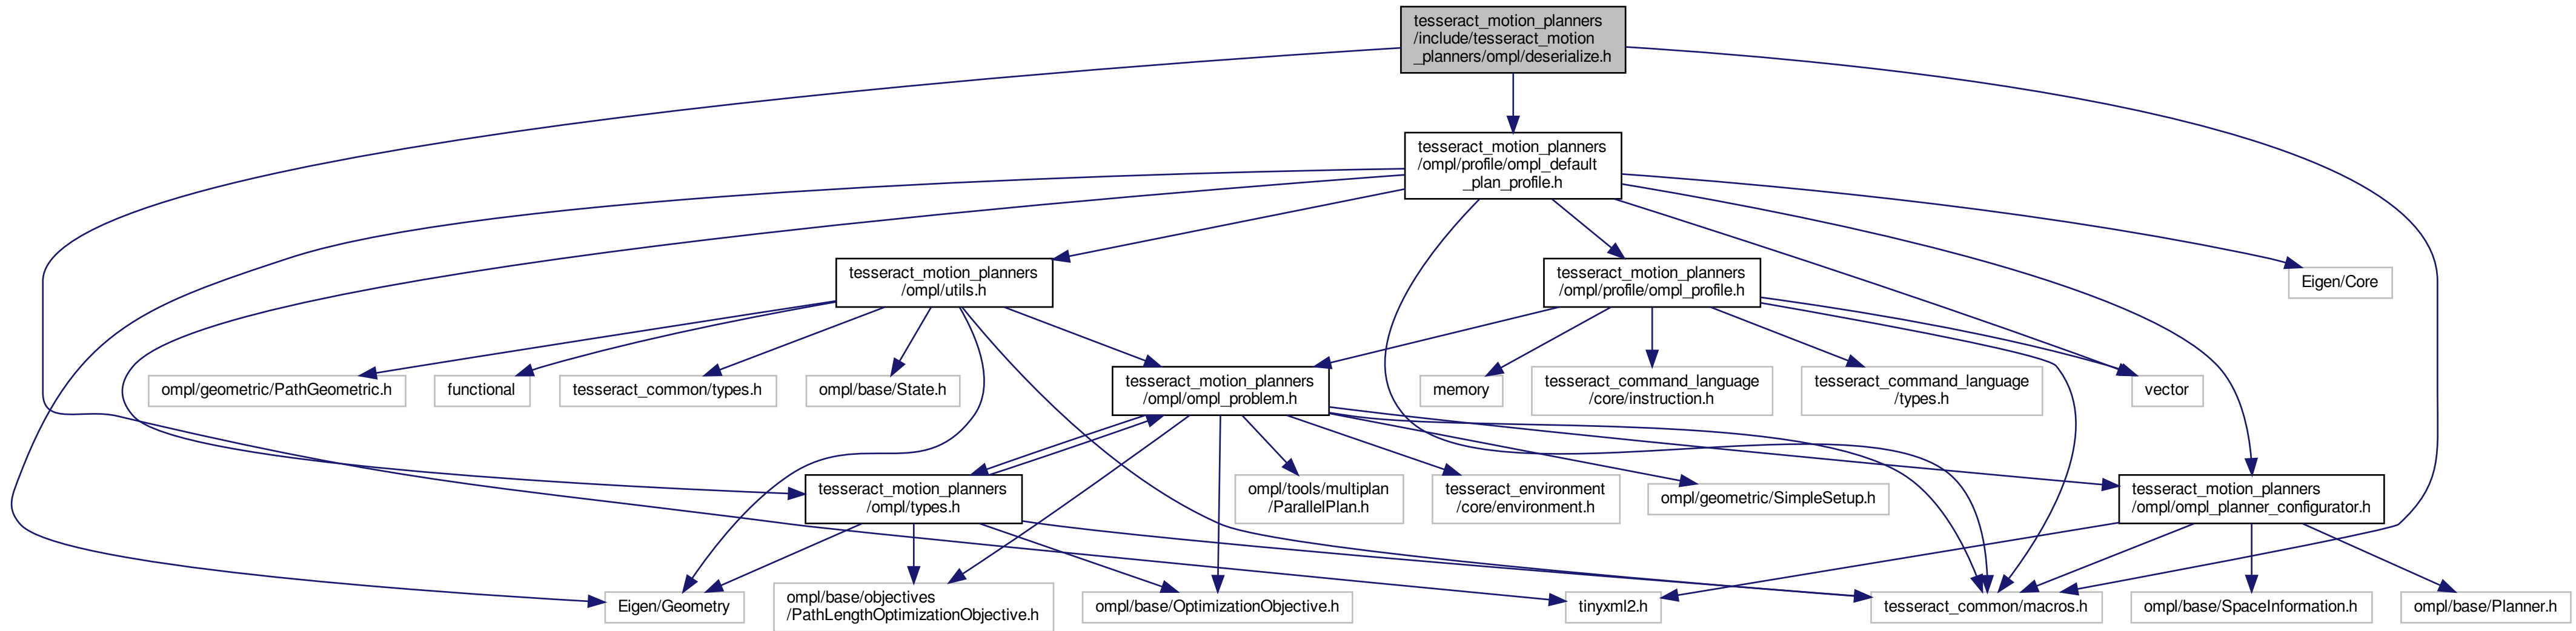 tesseract_motion_planners
/include/tesseract_motion
_planners/ompl/deserialize.h
tesseract_motion_planners
/ompl/profile/ompl_default
_plan_profile.h
tesseract_motion_planners
/ompl/utils.h
tesseract_motion_planners
/ompl/profile/ompl_profile.h
Eigen/Core
ompl/geometric/PathGeometric.h
functional
tesseract_common/types.h
ompl/base/State.h
tesseract_motion_planners
/ompl/ompl_problem.h
memory
tesseract_command_language
/core/instruction.h
tesseract_command_language
/types.h
vector
tesseract_motion_planners
/ompl/types.h
ompl/tools/multiplan
/ParallelPlan.h
tesseract_environment
/core/environment.h
ompl/geometric/SimpleSetup.h
tesseract_motion_planners
/ompl/ompl_planner_configurator.h
Eigen/Geometry
ompl/base/objectives
/PathLengthOptimizationObjective.h
ompl/base/OptimizationObjective.h
tinyxml2.h
tesseract_common/macros.h
ompl/base/SpaceInformation.h
ompl/base/Planner.h